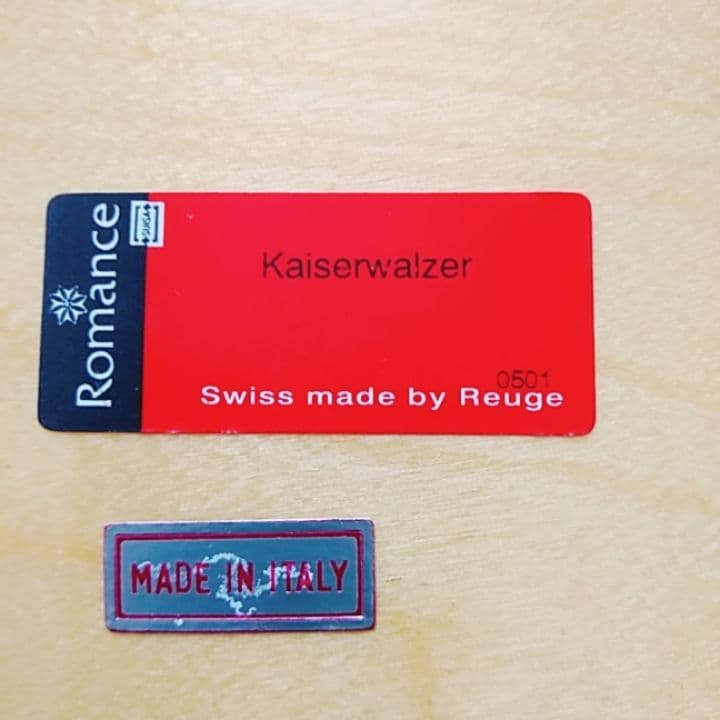 Romance
SUISA
Kaiserwalzer
0501
Swiss made by Reuge
MADE IN ITALY